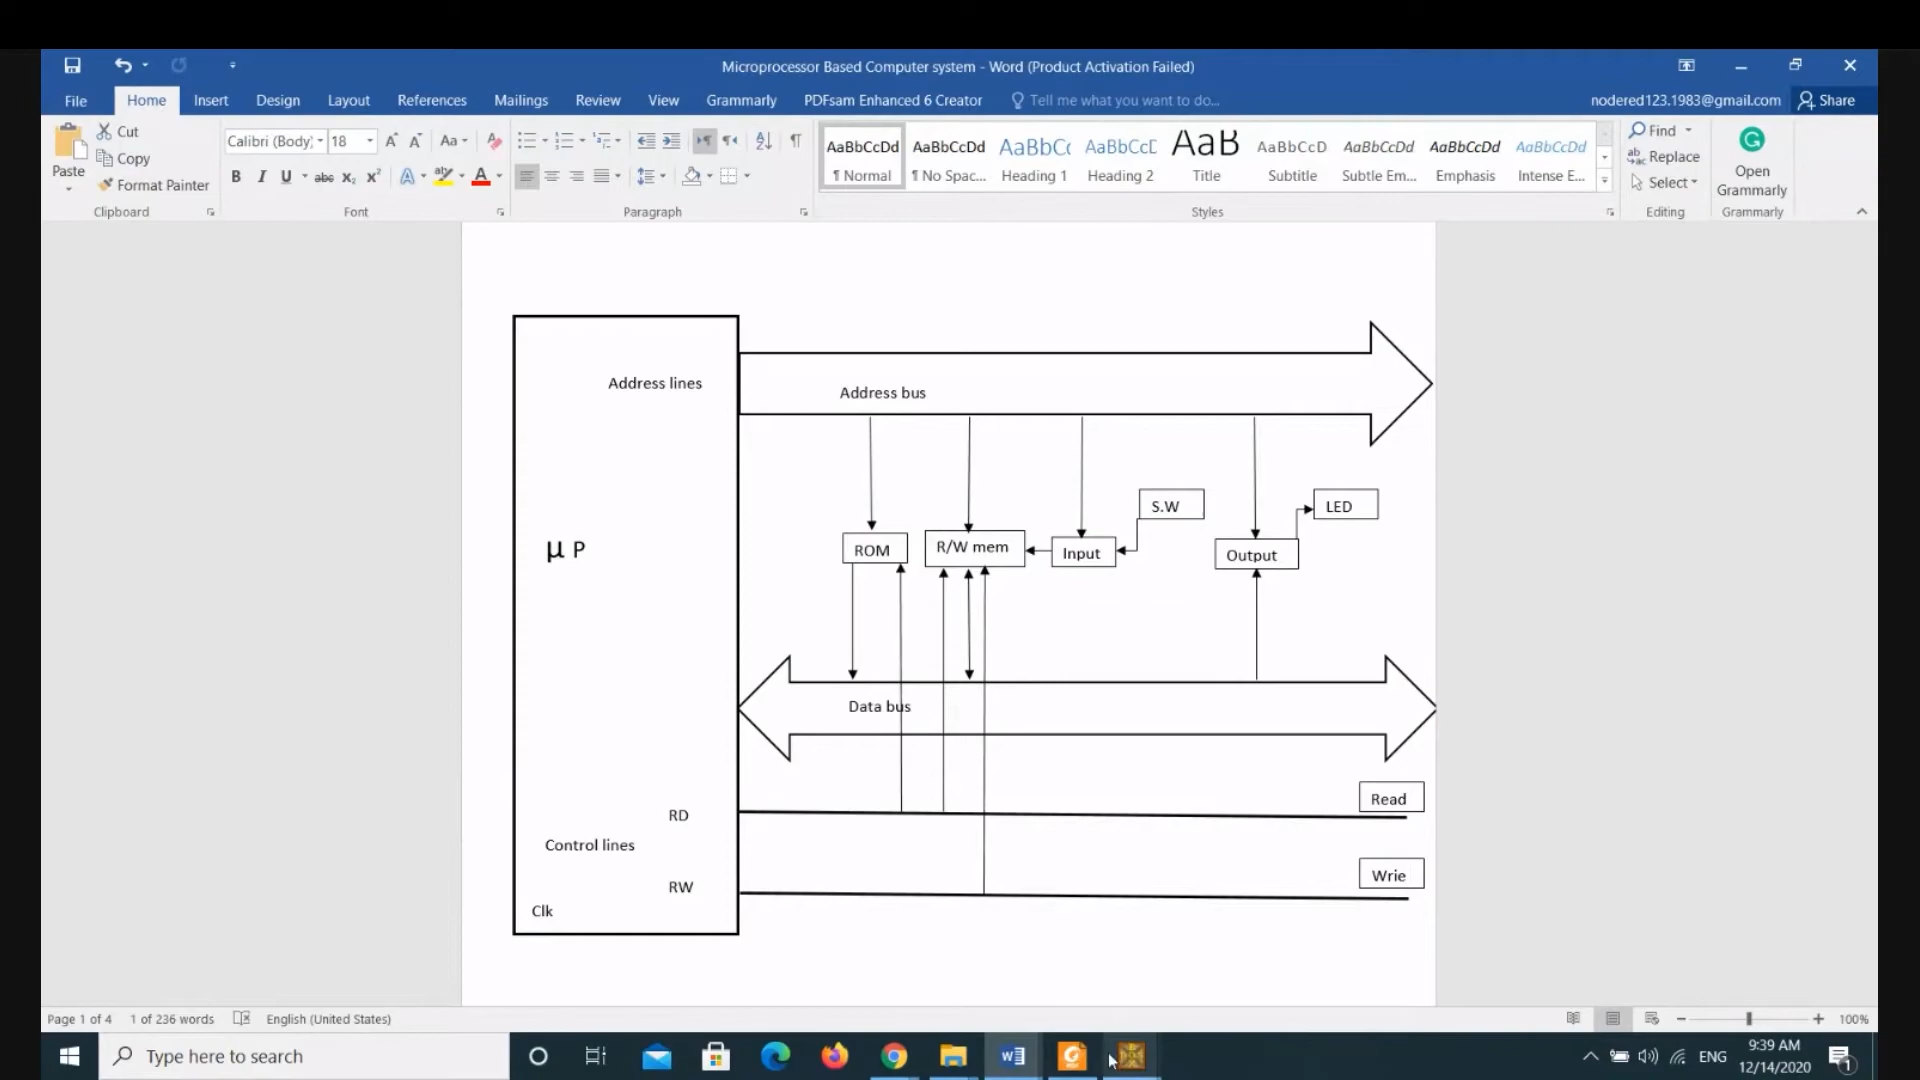 Microprocessor Based Computer system - Word (Product Activation Failed)
File Home Insert Design Layout References Mailings Review View Grammarly PDFsam Enhanced 6 Creator Tell me what you want to do... nodered123.1983@gmail.com Share
Paste
Cut
Copy
Format Painter
Clipboard
Calibri (Body) 18
Font
Paragraph
AaBbCcDd AaBbCcDd AaBbCc AaBbCcE AaB AaBbCcD AaBbCcDd AaBbCcDd AaBbCcDd
¶ Normal ¶ No Spac... Heading 1 Heading 2 Title Subtitle Subtle Em... Emphasis Intense E...
Styles
Find
Replace
Select
Editing
Open
Grammarly
Grammarly
Address lines
Address bus
S.W
LED
μ P
ROM
R/W mem
Input
Output
Data bus
Read
RD
Control lines
Wrie
RW
Clk
Page 1 of 4 1 of 236 words English (United States) 100%
Type here to search
ENG
9:39 AM
12/14/2020
1